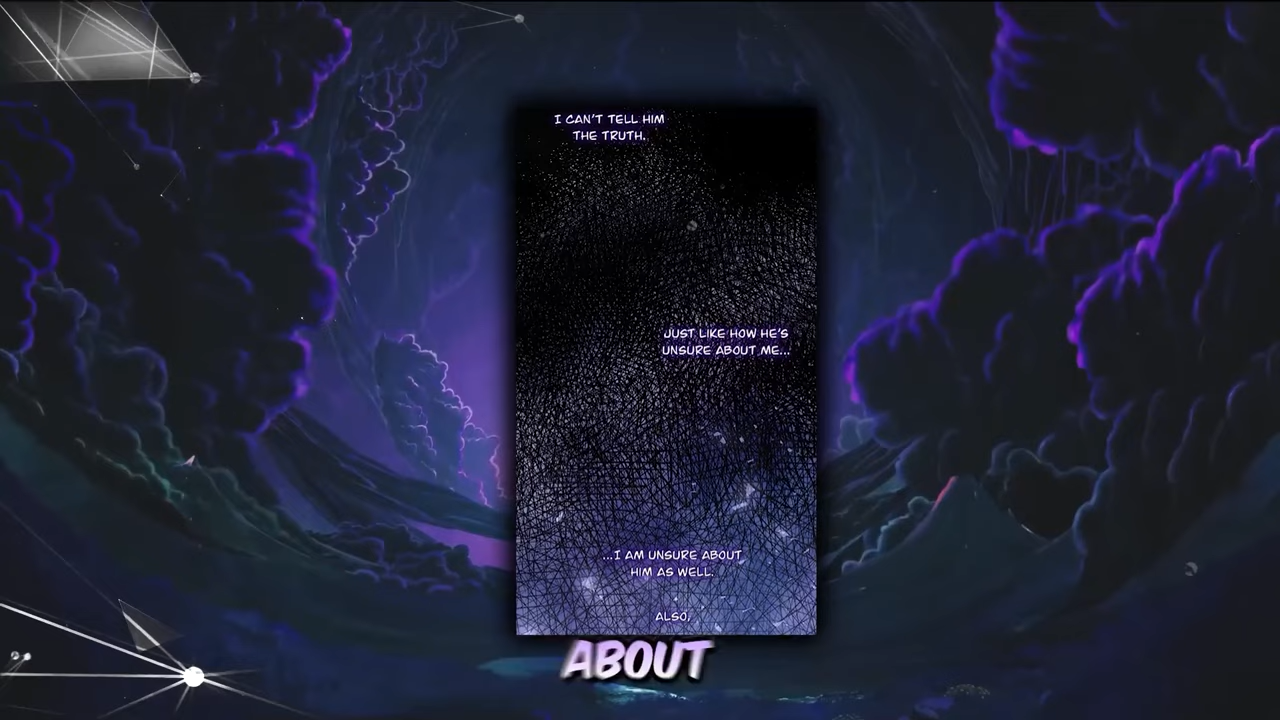 I CAN'T TELL HIM
THE TRUTH.
JUST LIKE HOW HE'S
UNSURE ABOUT ME...
...I AM UNSURE ABOUT
HIM AS WELL.
ALSO,
ABOUT